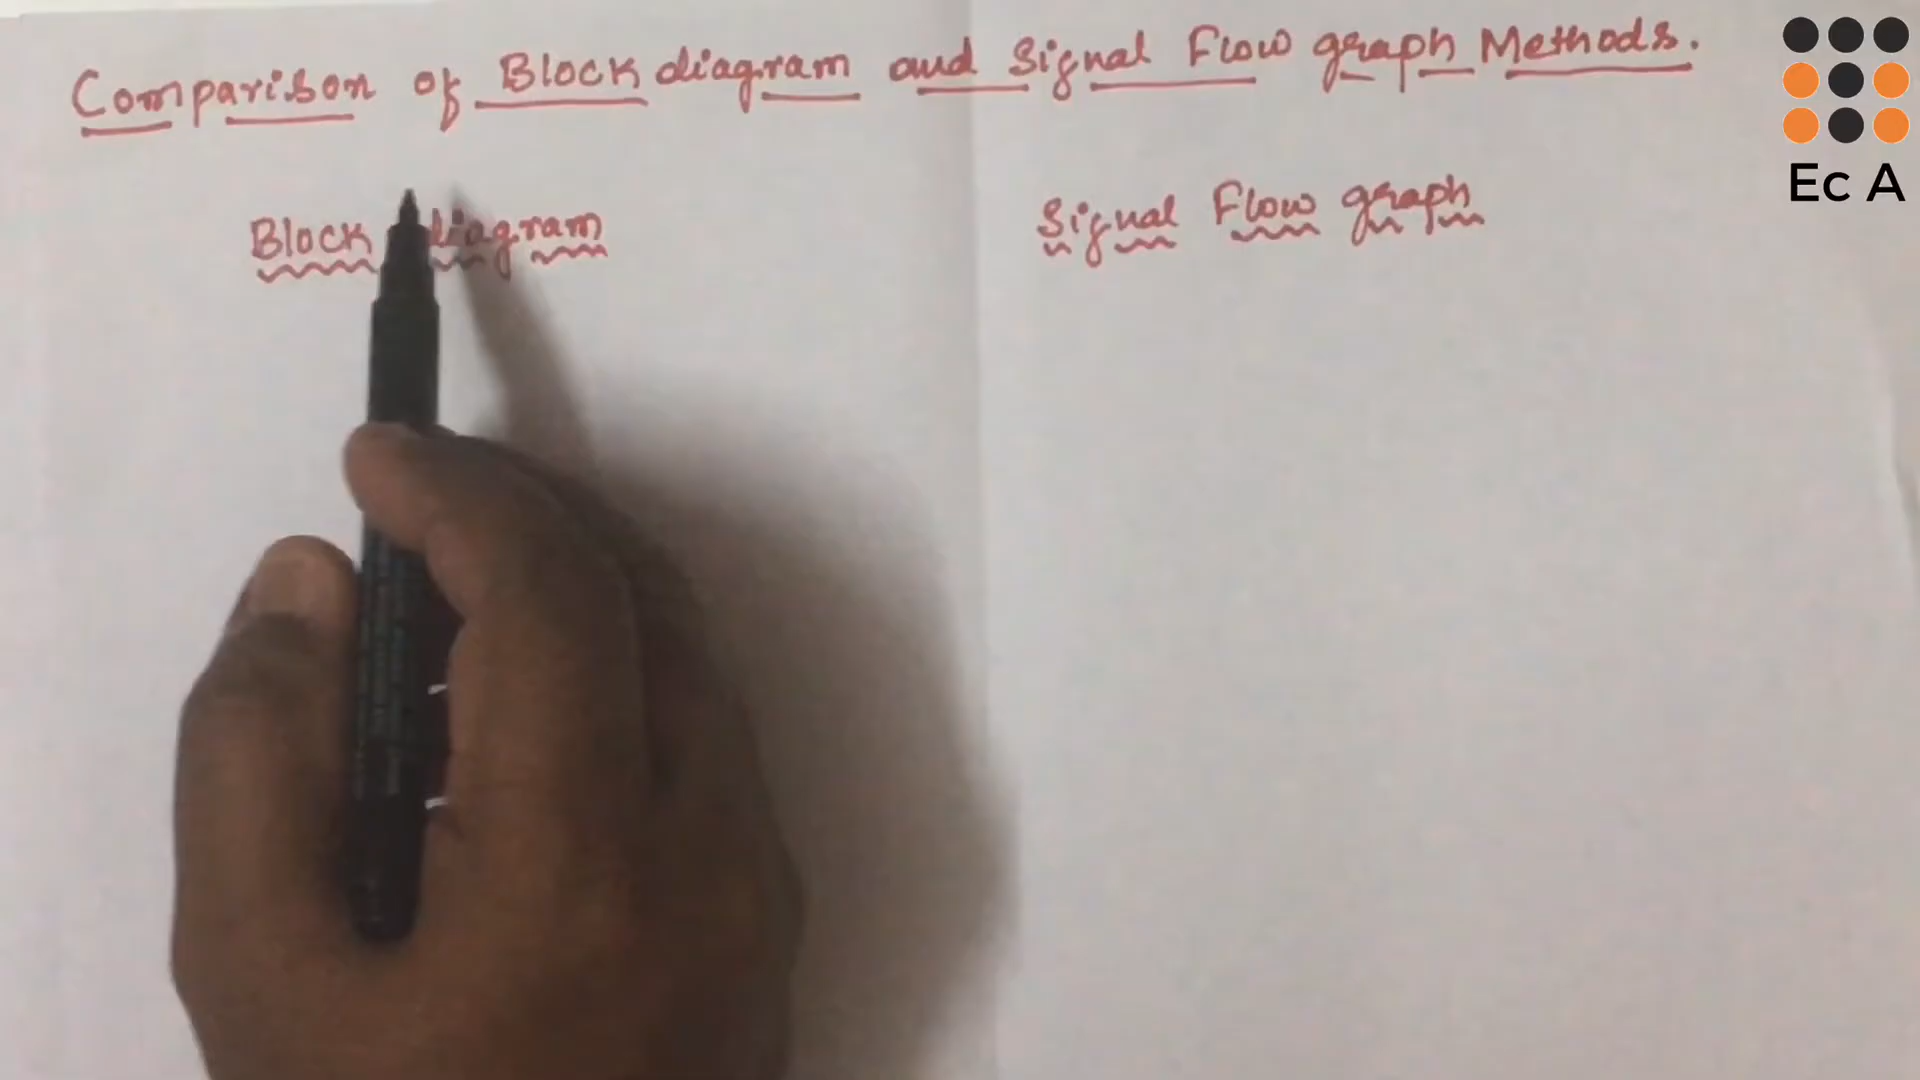 Comparison of Block diagram and Signal Flow graph Methods.
Block diagram
Signal Flow graph
Ec A